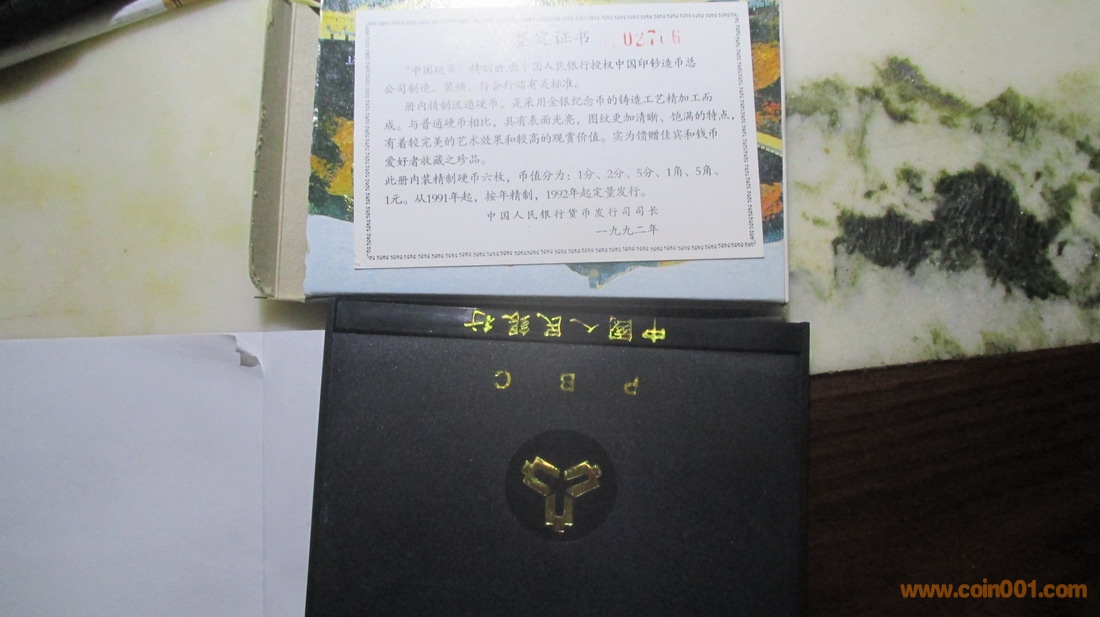 鉴定证书 0202766
“中国硬币”精制册,由中国人民银行授权中国印钞造币总
公司制造、装帧，符合行临有关标准。
册内精制流通硬币，是采用金银纪念币的铸造工艺精加工而
成。与普通硬币相比，具有表面光亮，图纹更加清晰、饱满的特点，
有着较完美的艺术效果和较高的观赏价值。实为馈赠佳宾和钱币
爱好者收藏之珍品。
此册内装精制硬币六枚，币值分为：1分、2分、5分、1角、5角、
1元。从1991年起，按年精制，1992年起定量发行。
中国人民银行货币发行司司长
一九九二年
中國人民銀行
PBC
www.coin001.com